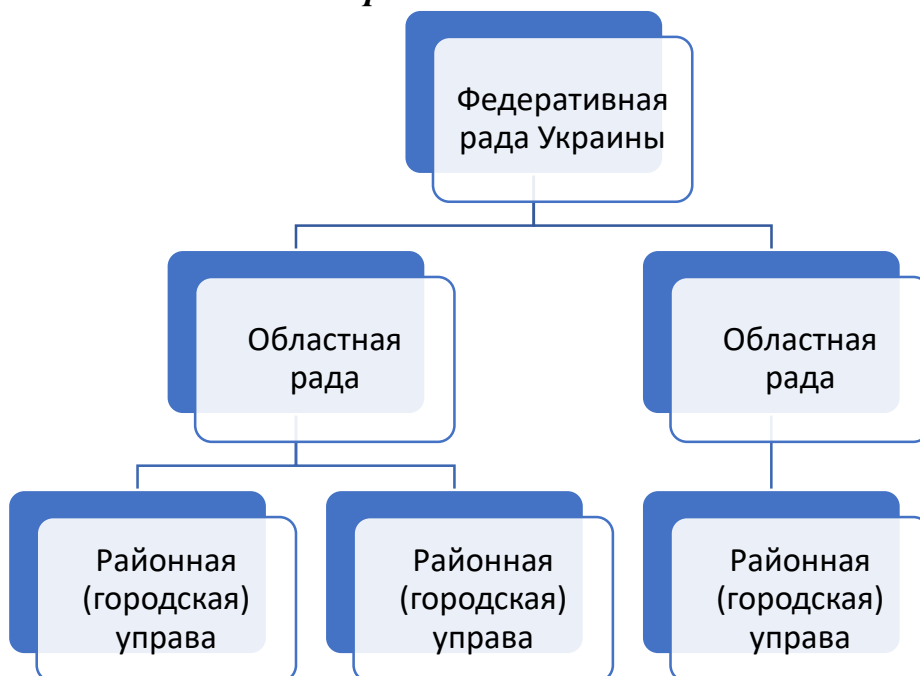 Федеративная
рада Украины
Областная
рада
Областная
рада
Районная
(городская)
управа
Районная
(городская)
управа
Районная
(городская)
управа